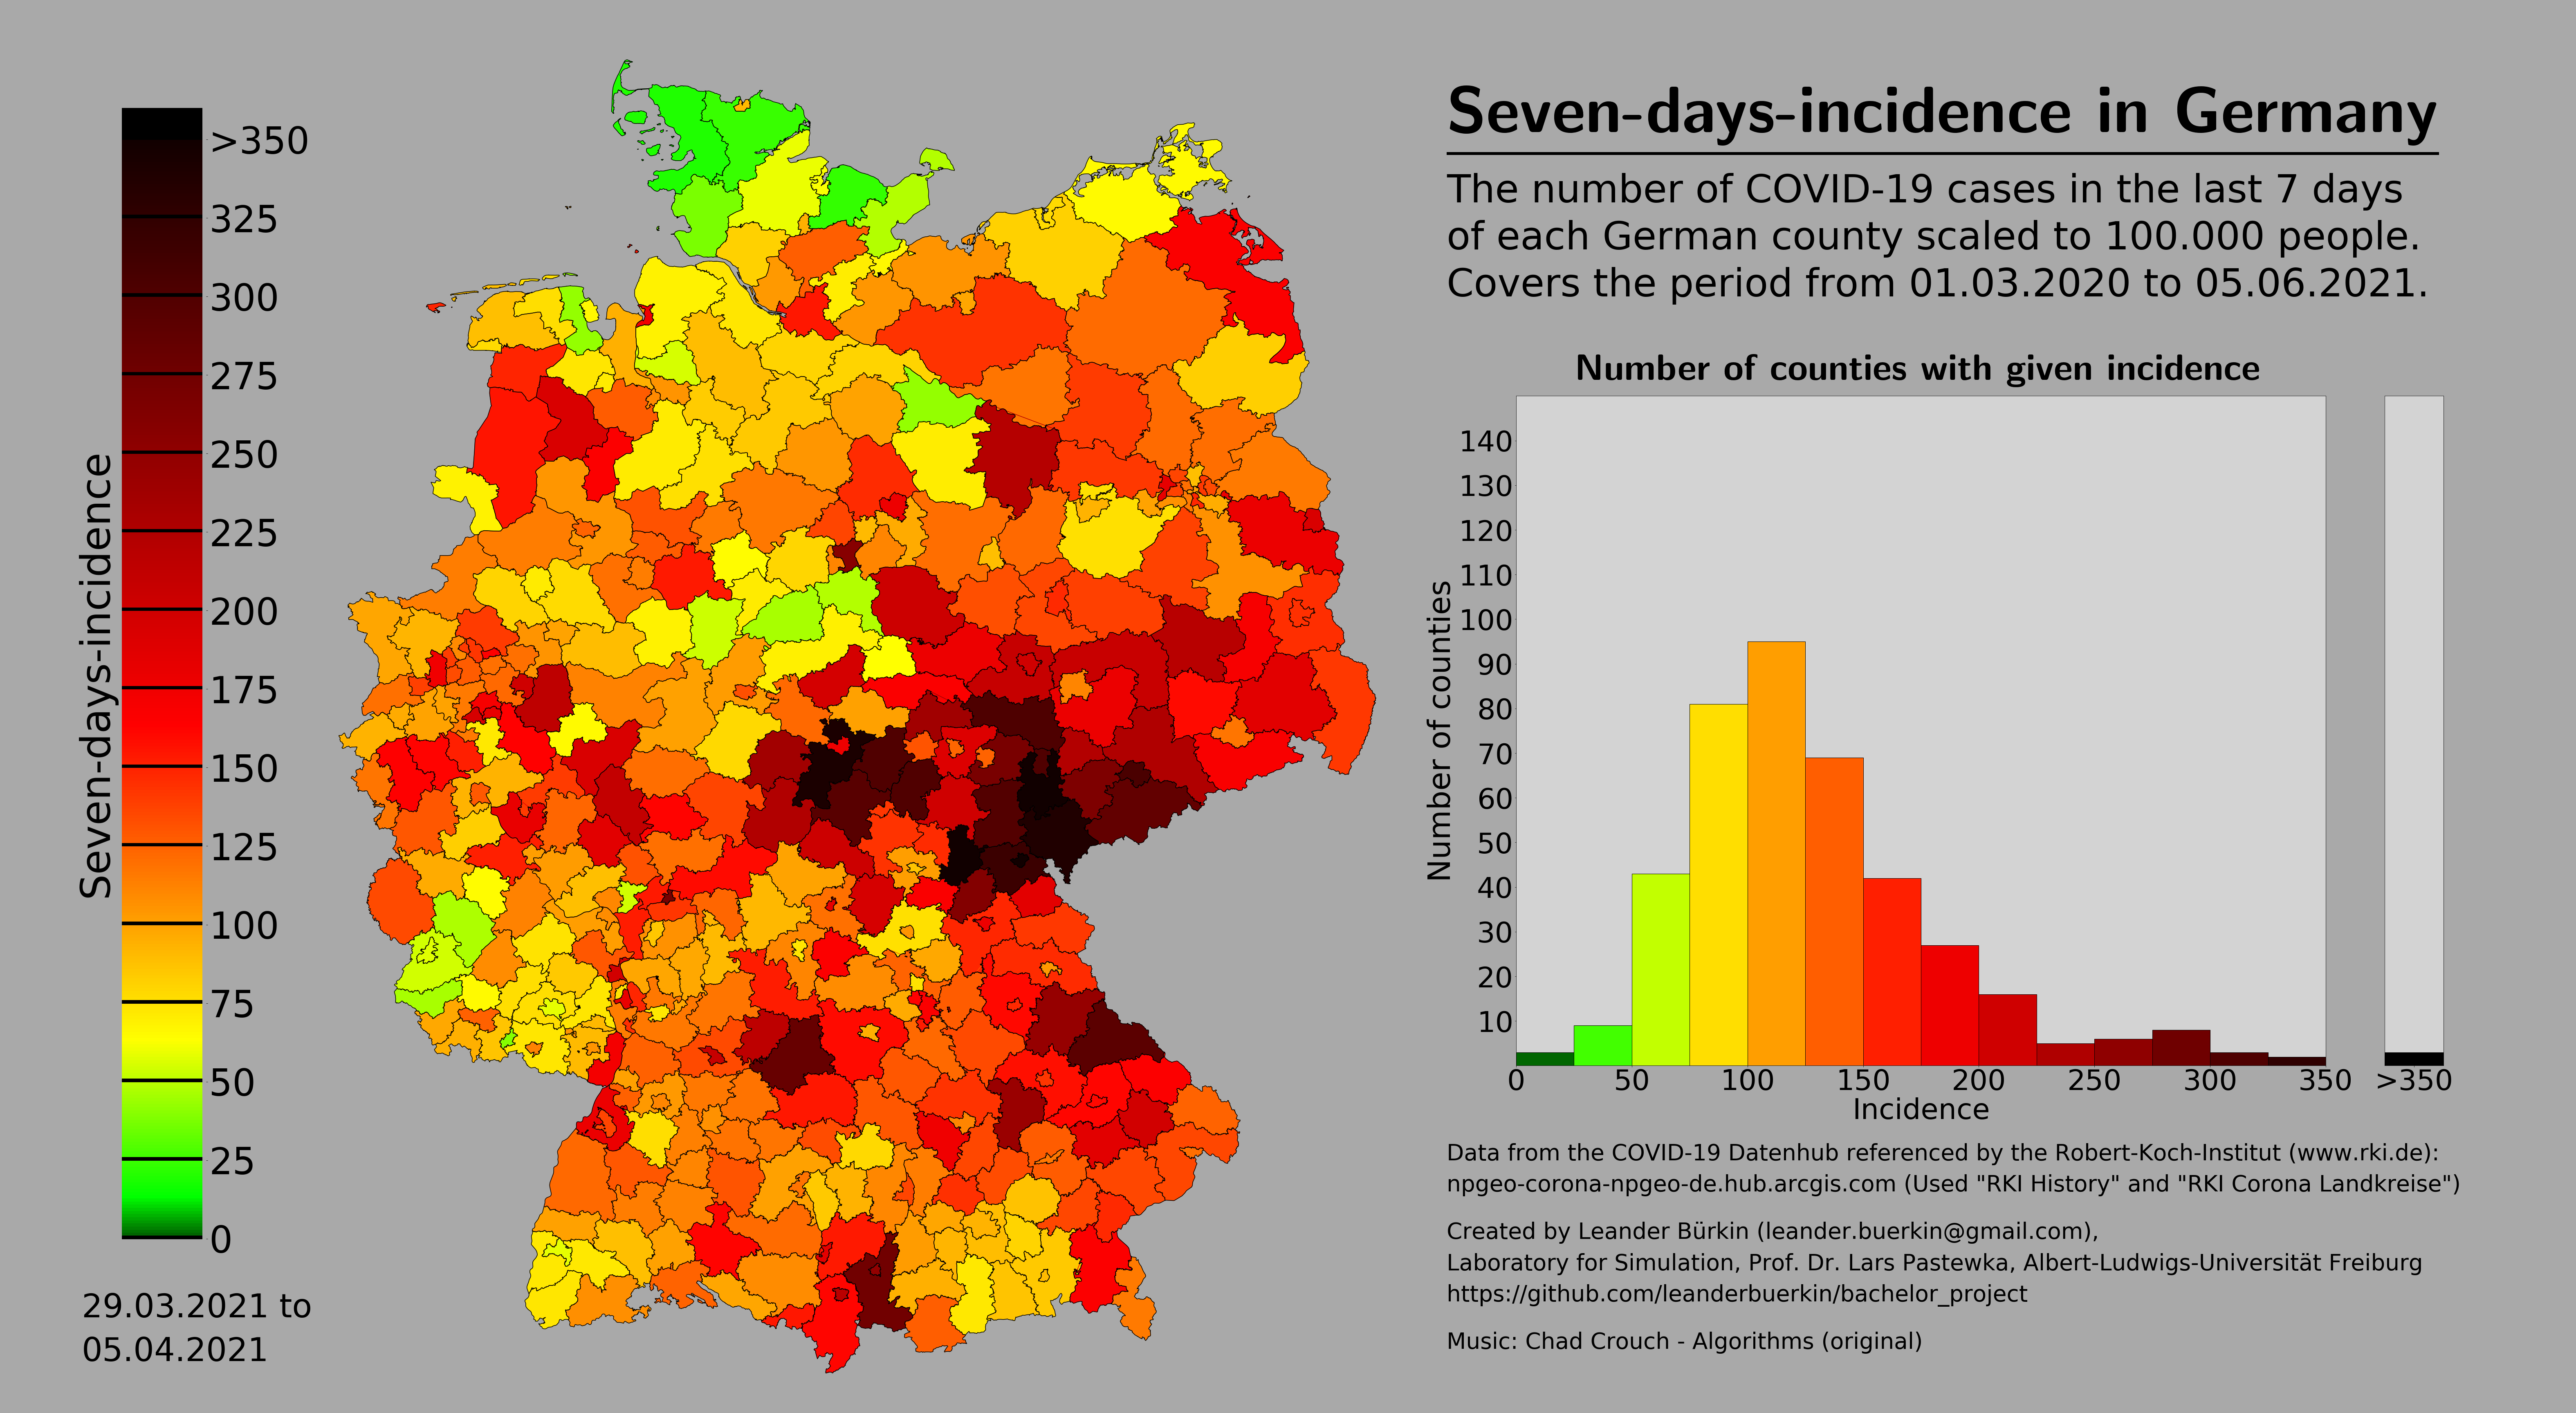 Seven-days-incidence
>350
325
300
275
250
225
200
175
150
125
100
75
50
25
0
29.03.2021 to
05.04.2021
Seven-days-incidence in Germany
The number of COVID-19 cases in the last 7 days
of each German county scaled to 100.000 people.
Covers the period from 01.03.2020 to 05.06.2021.
Number of counties with given incidence
Number of counties
140
130
120
110
100
90
80
70
60
50
40
30
20
10
0 50 100 150 200 250 300 350 >350
Incidence
Data from the COVID-19 Datenhub referenced by the Robert-Koch-Institut (www.rki.de):
npgeo-corona-npgeo-de.hub.arcgis.com (Used "RKI History" and "RKI Corona Landkreise")
Created by Leander Bürkin (leander.buerkin@gmail.com),
Laboratory for Simulation, Prof. Dr. Lars Pastewka, Albert-Ludwigs-Universität Freiburg
https://github.com/leanderbuerkin/bachelor_project
Music: Chad Crouch - Algorithms (original)